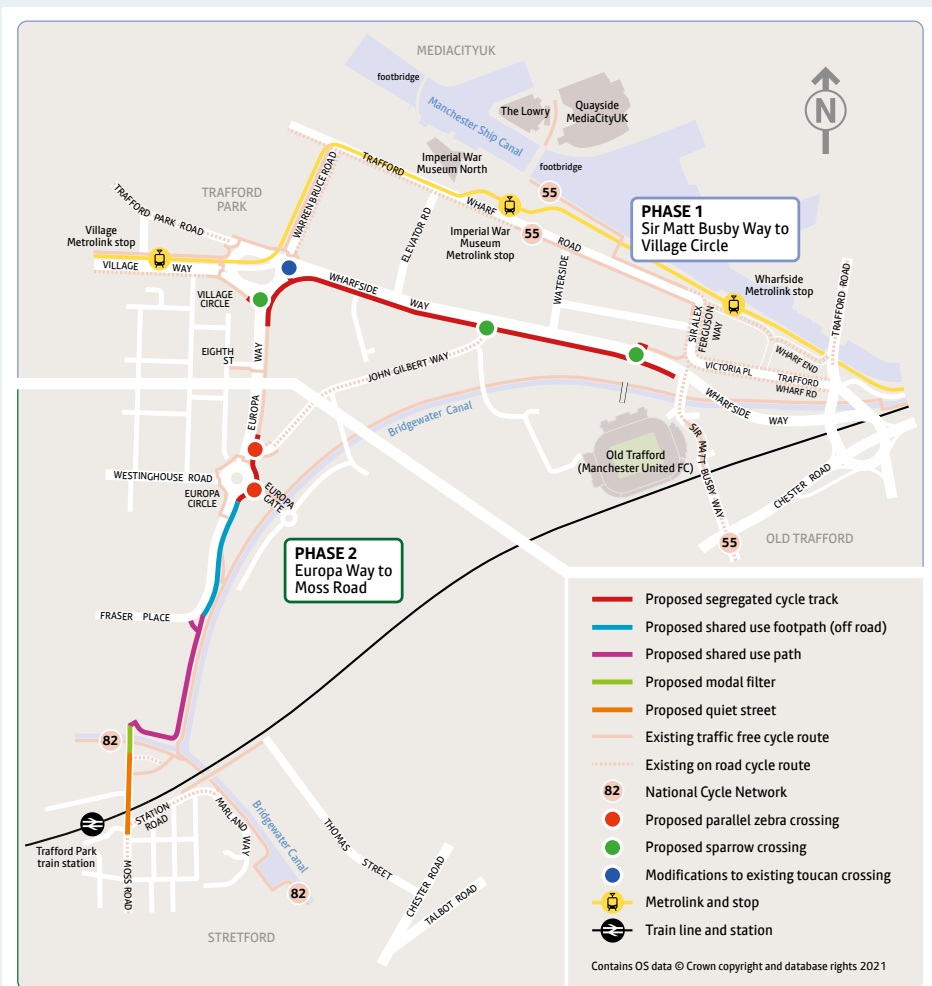 MEDIACITYUK
footbridge
Manchester Ship Canal
The Lowry
Quayside
MediaCityUK
N
footbridge
Imperial War
Museum North
TRAFFORD
WHARF
ROAD
55
55
Imperial War
Museum
Metrolink stop
PHASE 1
Sir Matt Busby Way to
Village Circle
TRAFFORD
PARK
TRAFFORD PARK ROAD
WARREN BRUCE ROAD
ELEVATOR RD
Village
Metrolink stop
VILLAGE WAY
VILLAGE
CIRCLE
WHARFSIDE
WAY
WATERSIDE
Wharfside
Metrolink stop
TRAFFORD ROAD
SIR ALEX
FERGUSON
WAY
WHARF END
VICTORIA PL
TRAFFORD
WHARF RD
EIGHTH
ST
EUROPA WAY
JOHN GILBERT WAY
Bridgewater Canal
WHARFSIDE
WAY
Old Trafford
(Manchester United FC)
SIR MATT BUSBY WAY
CHESTER ROAD
55
OLD TRAFFORD
WESTINGHOUSE ROAD
EUROPA
CIRCLE
EUROPA
GATE
PHASE 2
Europa Way to
Moss Road
FRASER PLACE
82
STATION
ROAD
Trafford Park
train station
MOSS ROAD
MARLAND WAY
Bridgewater Canal
82
THOMAS STREET
CHESTER ROAD
TALBOT ROAD
STRETFORD
Proposed segregated cycle track
Proposed shared use footpath (off road)
Proposed shared use path
Proposed modal filter
Proposed quiet street
Existing traffic free cycle route
Existing on road cycle route
82 National Cycle Network
Proposed parallel zebra crossing
Proposed sparrow crossing
Modifications to existing toucan crossing
Metrolink and stop
Train line and station
Contains OS data © Crown copyright and database rights 2021